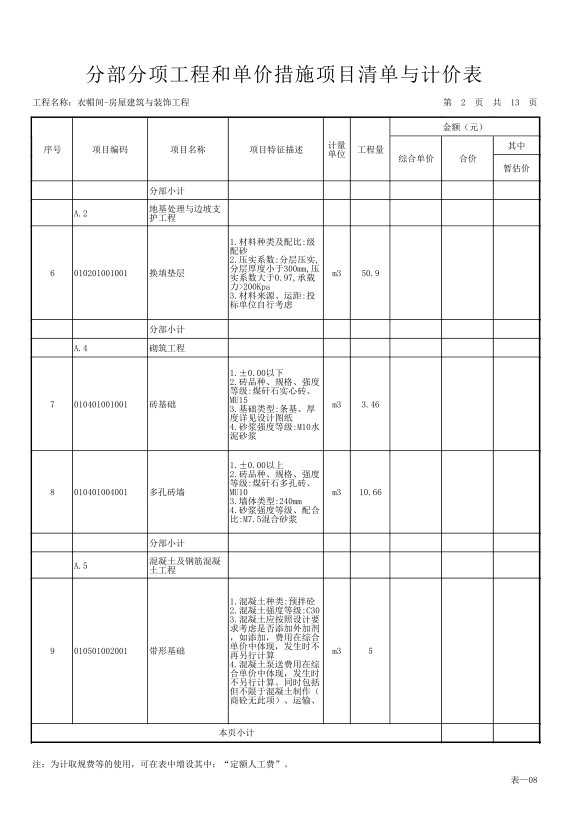 分部分项工程和单价措施项目清单与计价表
工程名称：衣帽间-房屋建筑与装饰工程
第 2 页 共 13 页
序号
项目编码
项目名称
项目特征描述
计量
单位
工程量
金额（元）
综合单价
合价
其中
暂估价
分部小计
A.2
地基处理与边坡支
护工程
6
010201001001
换填垫层
1.材料种类及配比:级
配砂
2.压实系数:分层压实,
分层厚度小于300mm,压
实系数大于0.97,承载
力>200Kpa
3.材料来源、运距:投
标单位自行考虑
m3
50.9
分部小计
A.4
砌筑工程
7
010401001001
砖基础
1.±0.00以下
2.砖品种、规格、强度
等级:煤矸石实心砖、
MU15
3.基础类型:条基、厚
度详见设计图纸
4.砂浆强度等级:M10水
泥砂浆
m3
3.46
8
010401004001
多孔砖墙
1.±0.00以上
2.砖品种、规格、强度
等级:煤矸石多孔砖、
MU10
3.墙体类型:240mm
4.砂浆强度等级、配合
比:M7.5混合砂浆
m3
10.66
分部小计
A.5
混凝土及钢筋混凝
土工程
9
010501002001
带形基础
1.混凝土种类:预拌砼
2.混凝土强度等级:C30
3.混凝土应按照设计要
求考虑是否添加外加剂
，如添加，费用在综合
单价中体现，发生时不
再另行计算
4.混凝土泵送费用在综
合单价中体现，发生时
不另行计算。同时包括
但不限于混凝土制作（
商砼无此项）、运输、
m3
5
本页小计
注：为计取规费等的使用，可在表中增设其中：“定额人工费”。
表—08